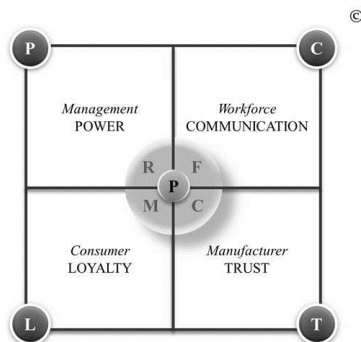 ©
P
C
Management
POWER
Workforce
COMMUNICATION
R
F
P
M
C
Consumer
LOYALTY
Manufacturer
TRUST
L
T